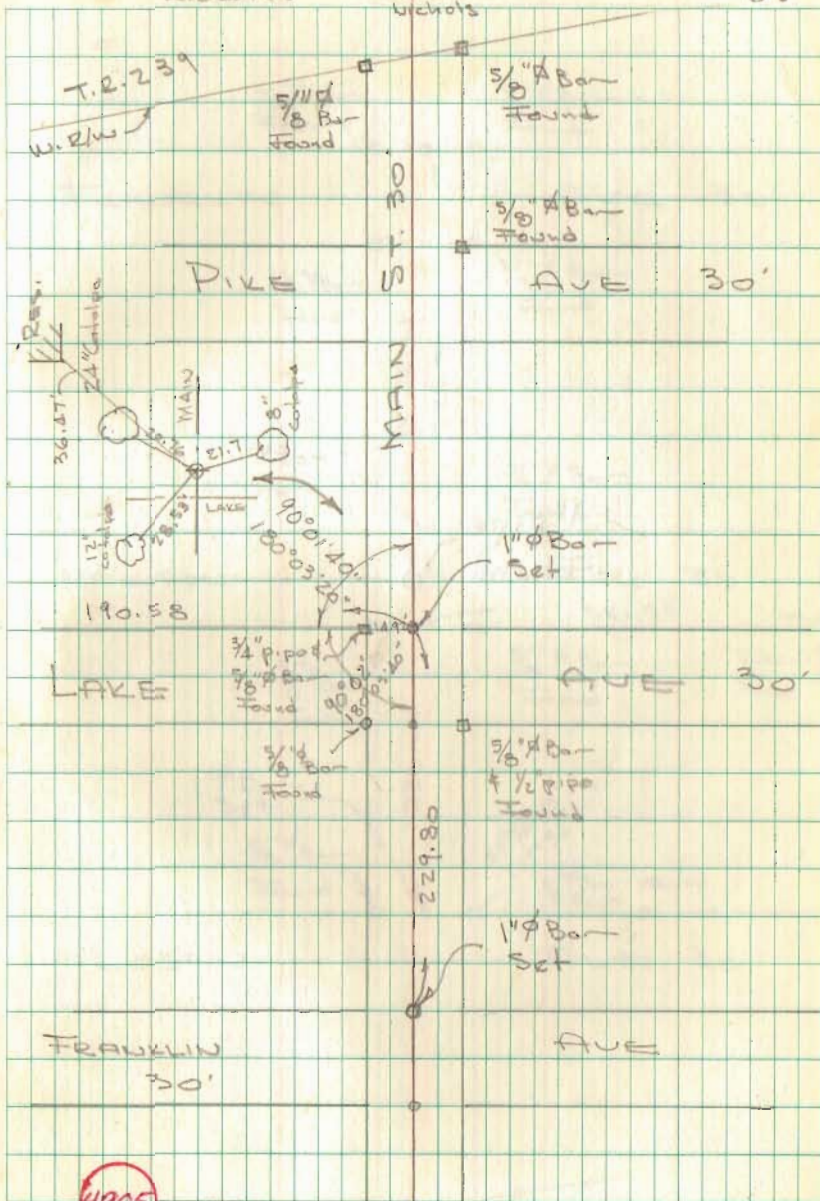 Nichols
T.R. 239
W. R/W
5/8" Ø Bar
Found
5/8" Ø Bar
Found
5/8" Ø Bar
Found
ST. 30
PIKE
AVE 30'
MAIN
RES.
24" Catalpa
36.47'
MAIN
8"
catalpa
21.7
LAKE
28.53'
12"
catalpa
90°01'40"
180°03'20"
1" Ø Bar
Set
190.58
3/4" pipe &
5/8" Ø Bar
Found
LAKE
AVE 30'
5/8" Ø Bar
Found
5/8" Ø Bar
& 1/2" pipe
Found
229.80
1" Ø Bar
Set
FRANKLIN
30'
AVE